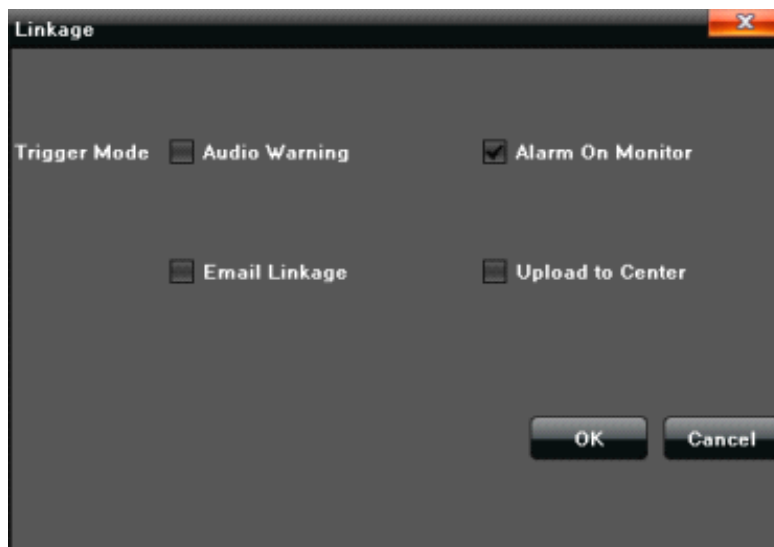 Linkage
Trigger Mode Audio Warning Alarm On Monitor
Email Linkage Upload to Center
OK Cancel